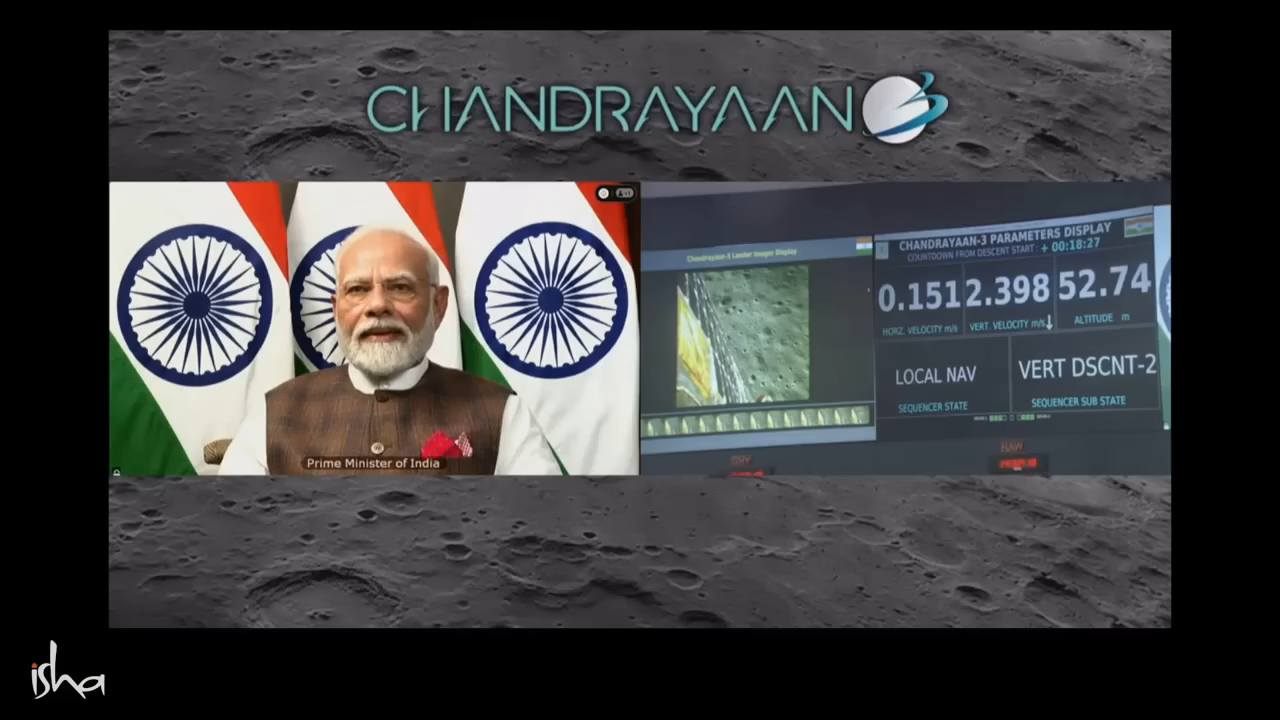 CHANDRAYAAN 3
Chandrayaan-3 Lander Images Display
CHANDRAYAAN-3 PARAMETERS DISPLAY
COUNTDOWN FROM DESCENT START : + 00:18:27
0.151 2.398 52.74
HORZ. VELOCITY m/s VERT. VELOCITY m/s ALTITUDE m
LOCAL NAV VERT DSCNT-2
SEQUENCER STATE SEQUENCER SUB STATE
Prime Minister of India
isha